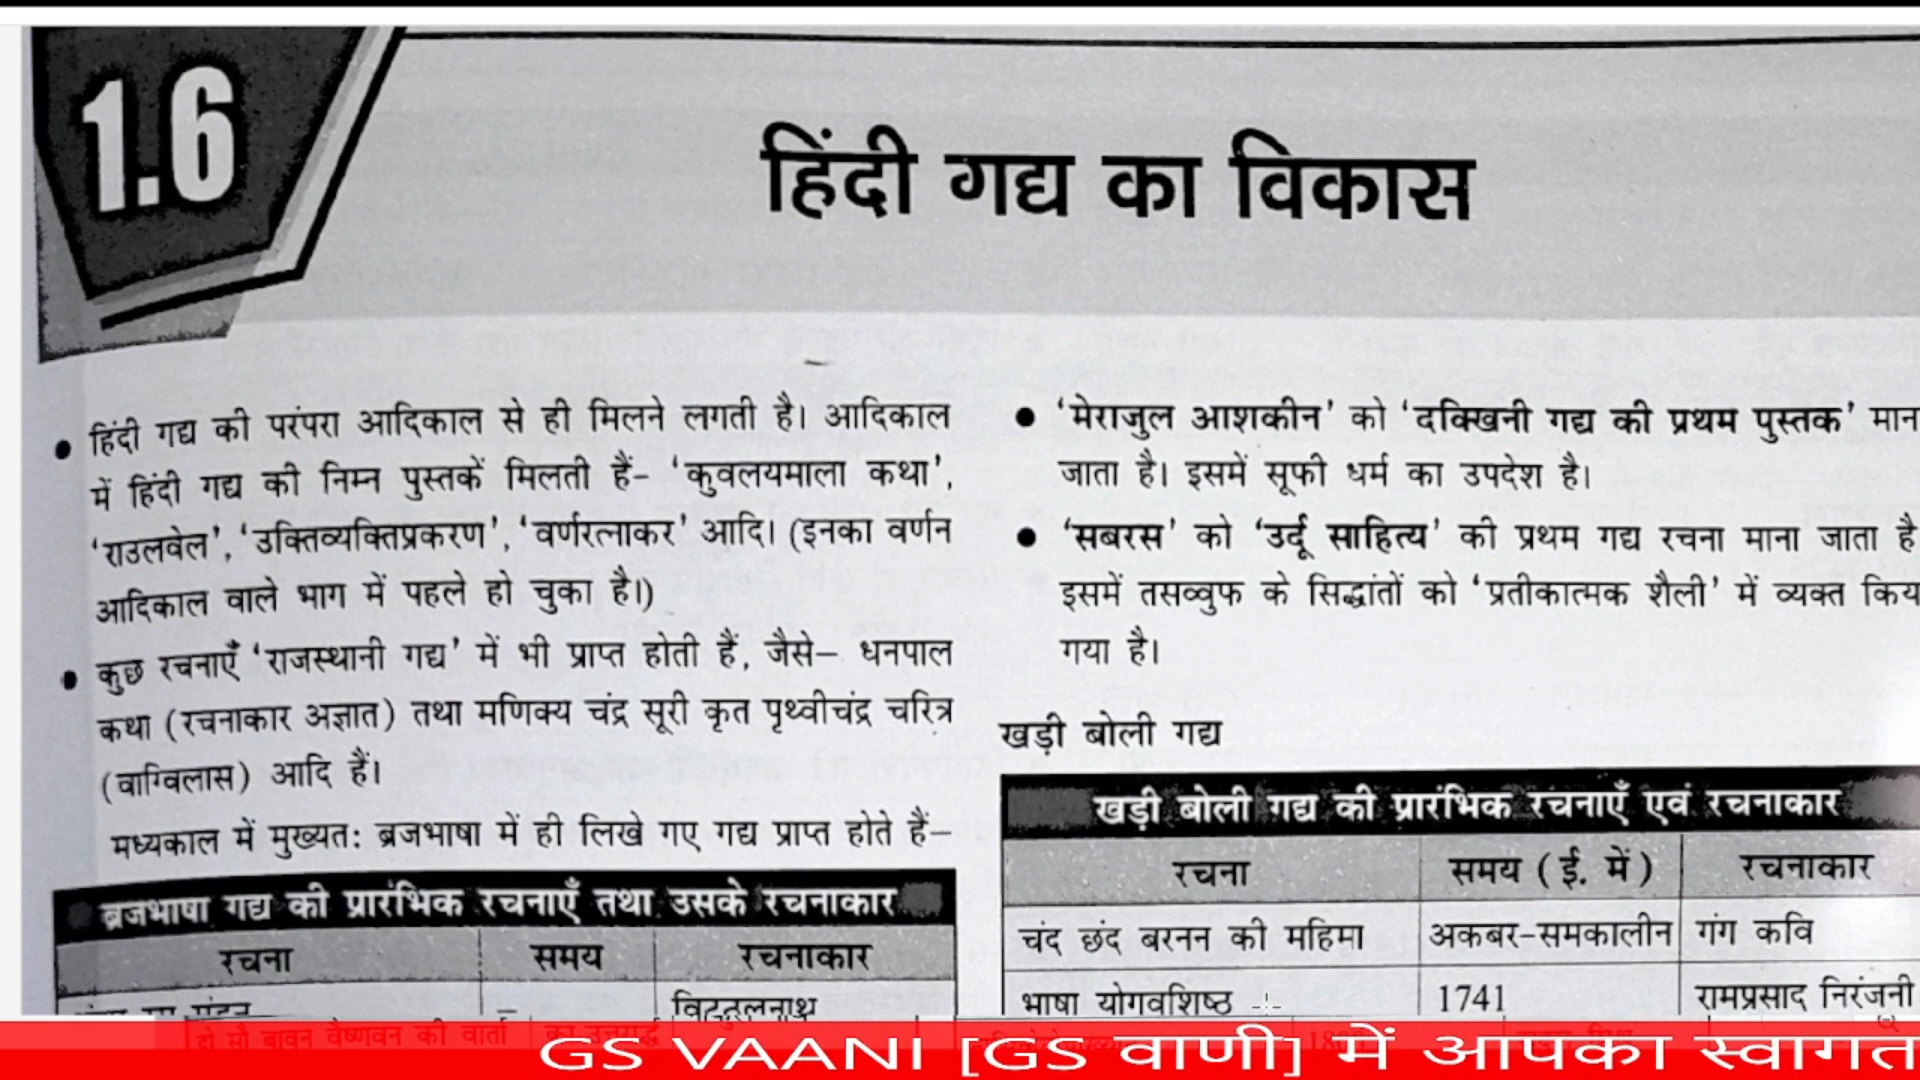 1.6
हिंदी गद्य का विकास
• हिंदी गद्य की परंपरा आदिकाल से ही मिलने लगती है। आदिकाल
में हिंदी गद्य की निम्न पुस्तकें मिलती हैं- 'कुवलयमाला कथा',
'राउलवेल', 'उक्तिव्यक्तिप्रकरण', 'वर्णरत्नाकर' आदि। (इनका वर्णन
आदिकाल वाले भाग में पहले हो चुका है।)
• कुछ रचनाएँ 'राजस्थानी गद्य' में भी प्राप्त होती हैं, जैसे– धनपाल
कथा (रचनाकार अज्ञात) तथा मणिक्य चंद्र सूरी कृत पृथ्वीचंद्र चरित्र
(वाग्विलास) आदि हैं।
मध्यकाल में मुख्यत: ब्रजभाषा में ही लिखे गए गद्य प्राप्त होते हैं–
ब्रजभाषा गद्य की प्रारंभिक रचनाएँ तथा उसके रचनाकार
रचना समय रचनाकार
– विट्ठलनाथ
• 'मेराजुल आशकीन' को 'दक्खिनी गद्य की प्रथम पुस्तक' मान
जाता है। इसमें सूफी धर्म का उपदेश है।
• 'सबरस' को 'उर्दू साहित्य' की प्रथम गद्य रचना माना जाता है
इसमें तसव्वुफ के सिद्धांतों को 'प्रतीकात्मक शैली' में व्यक्त किय
गया है।
खड़ी बोली गद्य
खड़ी बोली गद्य की प्रारंभिक रचनाएँ एवं रचनाकार
रचना समय ( ई. में ) रचनाकार
चंद छंद बरनन की महिमा अकबर-समकालीन गंग कवि
भाषा योगवशिष्ठ 1741 रामप्रसाद निरंजनी
दो सौ बावन वैष्णवन की वार्ता का उत्तरार्द्ध
GS VAANI [GS वाणी] में आपका स्वागत